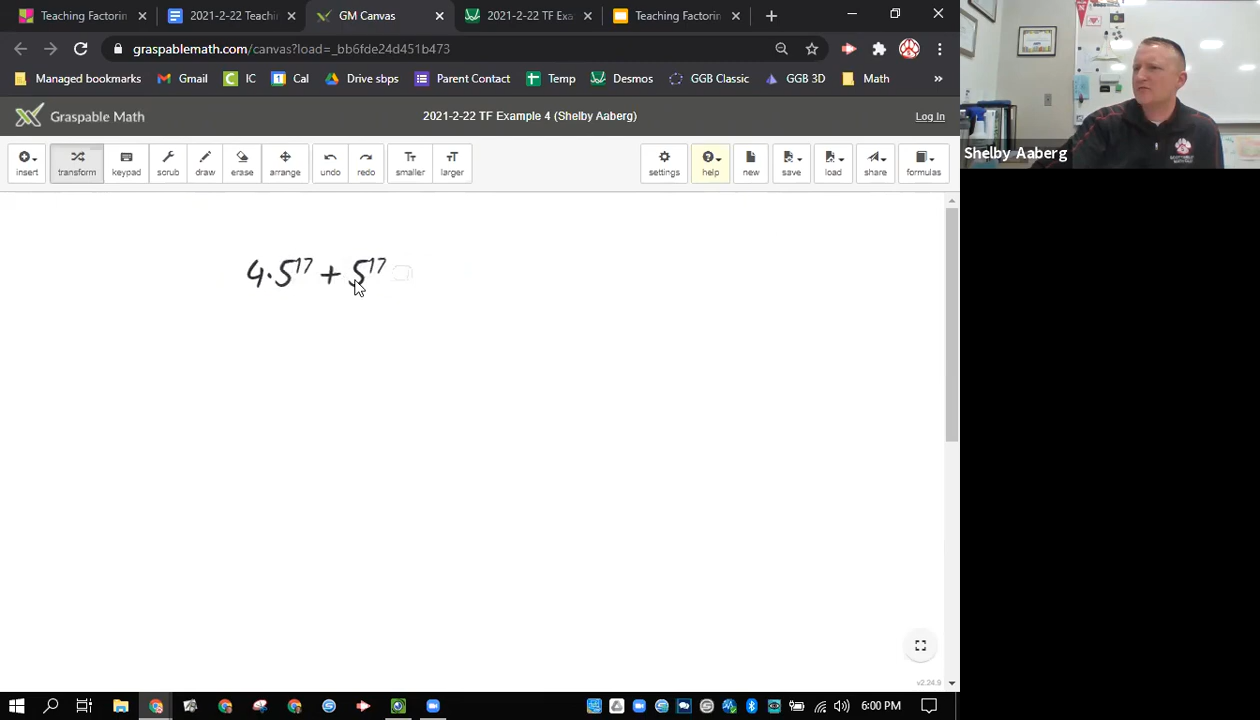 Teaching Factorin
2021-2-22 Teachi
GM Canvas
2021-2-22 TF Exa
Teaching Factorin
graspablemath.com/canvas?load=_bb6fde24d451b473
Managed bookmarks
Gmail
IC
Cal
Drive sbps
Parent Contact
Temp
Desmos
GGB Classic
GGB 3D
Math
»
Graspable Math
2021-2-22 TF Example 4 (Shelby Aaberg)
Log In
insert
transform
keypad
scrub
draw
erase
arrange
undo
redo
smaller
larger
settings
help
new
save
load
share
formulas
Shelby Aaberg
4·5¹⁷ + 5¹⁷
v2.24.9
6:00 PM